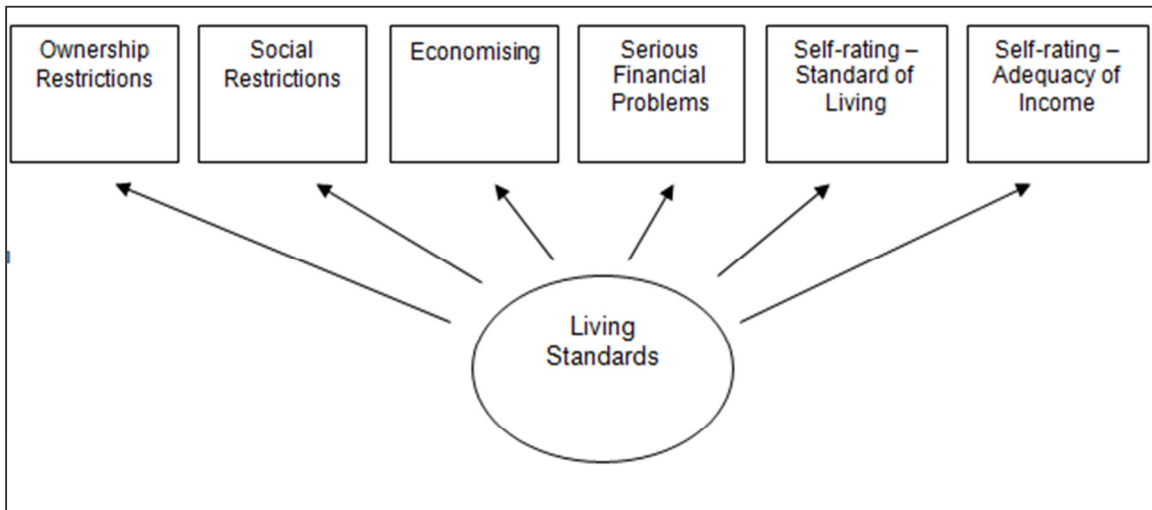 Ownership
Restrictions
Social
Restrictions
Economising
Serious
Financial
Problems
Self-rating –
Standard of
Living
Self-rating –
Adequacy of
Income
Living
Standards